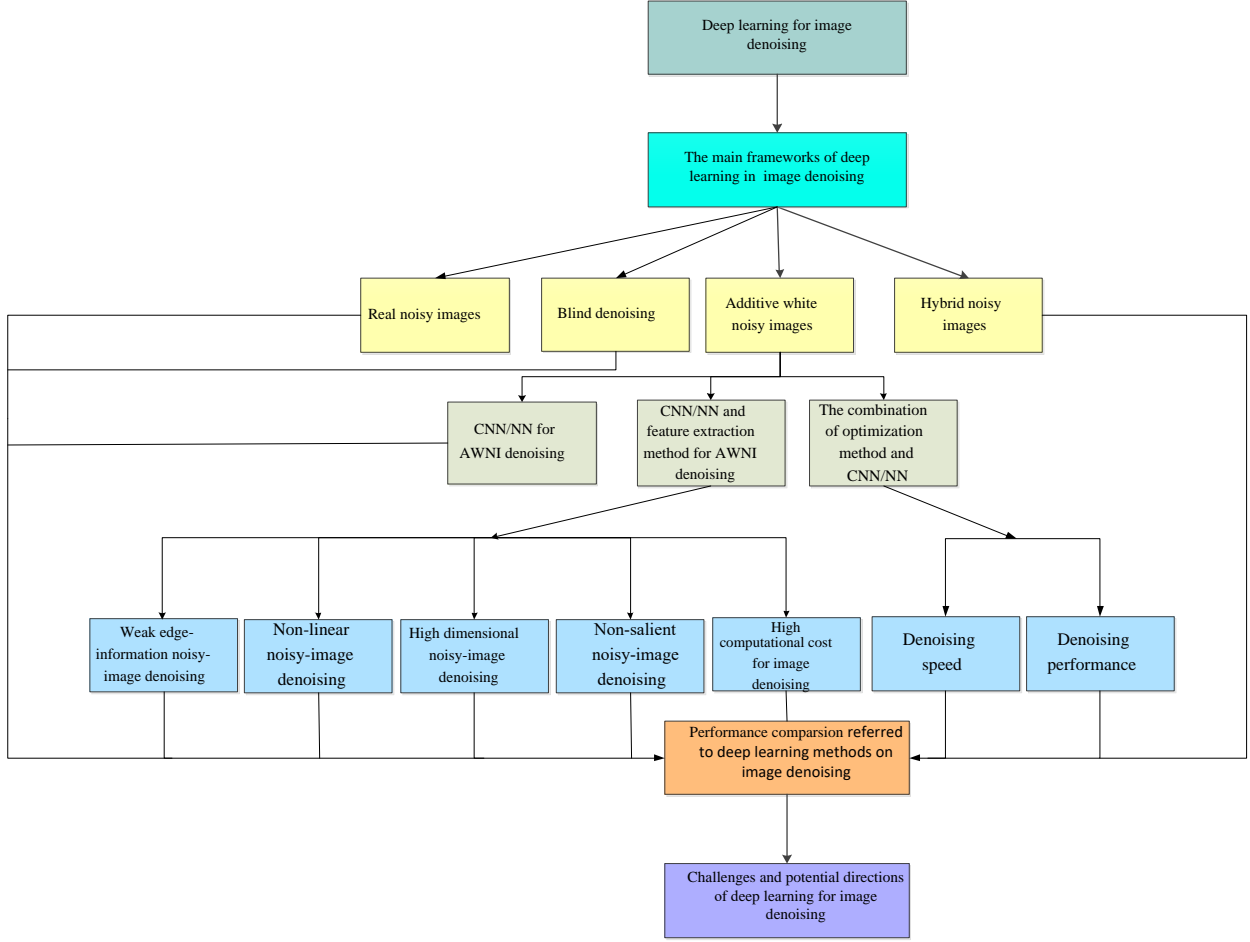 Deep learning for image
denoising
The main frameworks of deep
learning in image denoising
Real noisy images
Blind denoising
Additive white
noisy images
Hybrid noisy
images
CNN/NN for
AWNI denoising
CNN/NN and
feature extraction
method for AWNI
denoising
The combination
of optimization
method and
CNN/NN
Weak edge-
information noisy-
image denoising
Non-linear
noisy-image
denoising
High dimensional
noisy-image
denoising
Non-salient
noisy-image
denoising
High
computational cost
for image
denoising
Denoising
speed
Denoising
performance
Performance comparsion referred
to deep learning methods on
image denoising
Challenges and potential directions
of deep learning for image
denoising